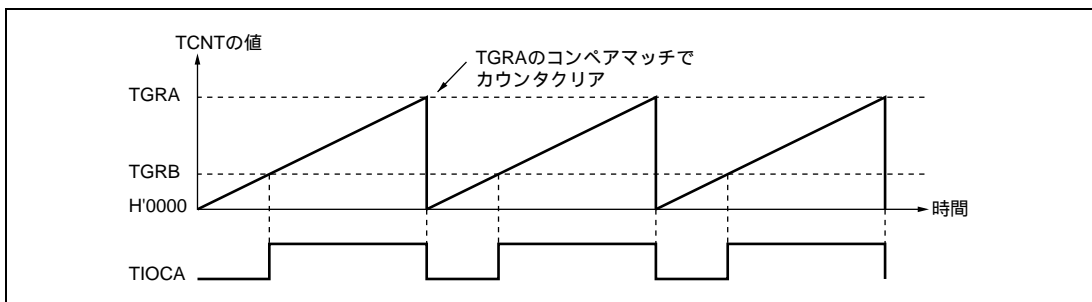 TCNTの値
TGRAのコンペアマッチで
カウンタクリア
TGRA
TGRB
H'0000
時間
TIOCA